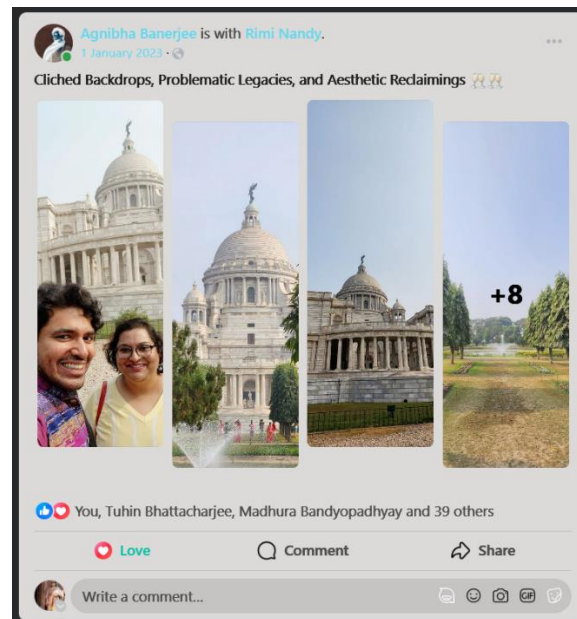 Agnibha Banerjee is with Rimi Nandy.
1 January 2023 ·
Cliched Backdrops, Problematic Legacies, and Aesthetic Reclaimings
+8
You, Tuhin Bhattacharjee, Madhura Bandyopadhyay and 39 others
Love Comment Share
Write a comment...
GIF